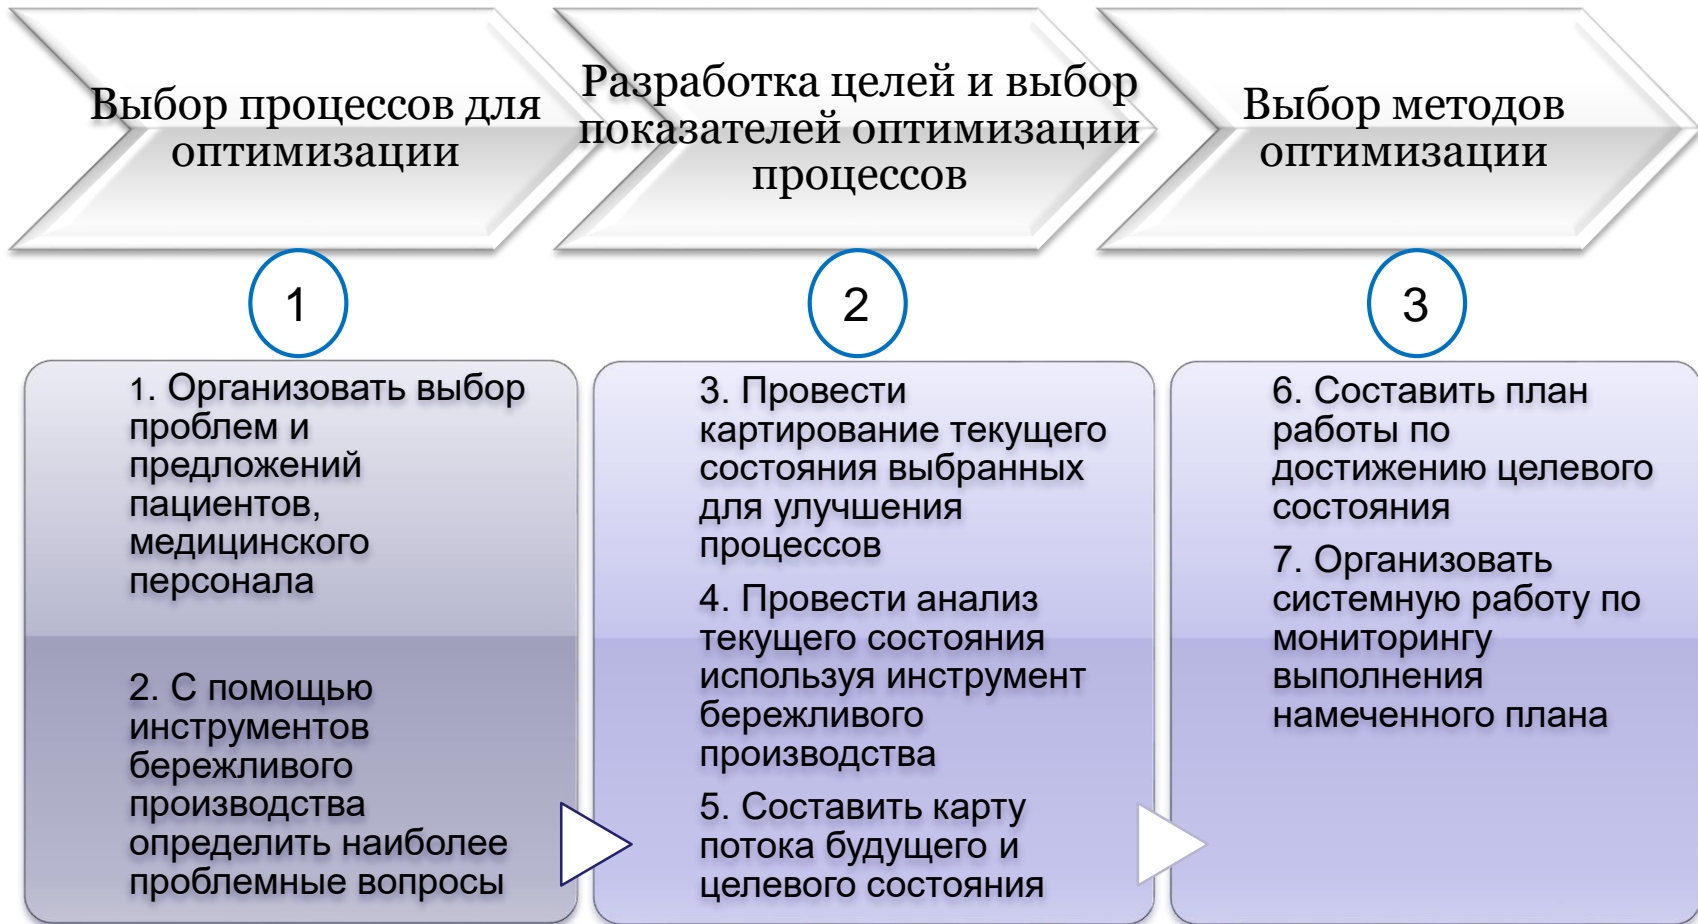 Выбор процессов для
оптимизации
Разработка целей и выбор
показателей оптимизации
процессов
Выбор методов
оптимизации
1
2
3
1. Организовать выбор
проблем и
предложений
пациентов,
медицинского
персонала
2. С помощью
инструментов
бережливого
производства
определить наиболее
проблемные вопросы
3. Провести
картирование текущего
состояния выбранных
для улучшения
процессов
4. Провести анализ
текущего состояния
используя инструмент
бережливого
производства
5. Составить карту
потока будущего и
целевого состояния
6. Составить план
работы по
достижению целевого
состояния
7. Организовать
системную работу по
мониторингу
выполнения
намеченного плана